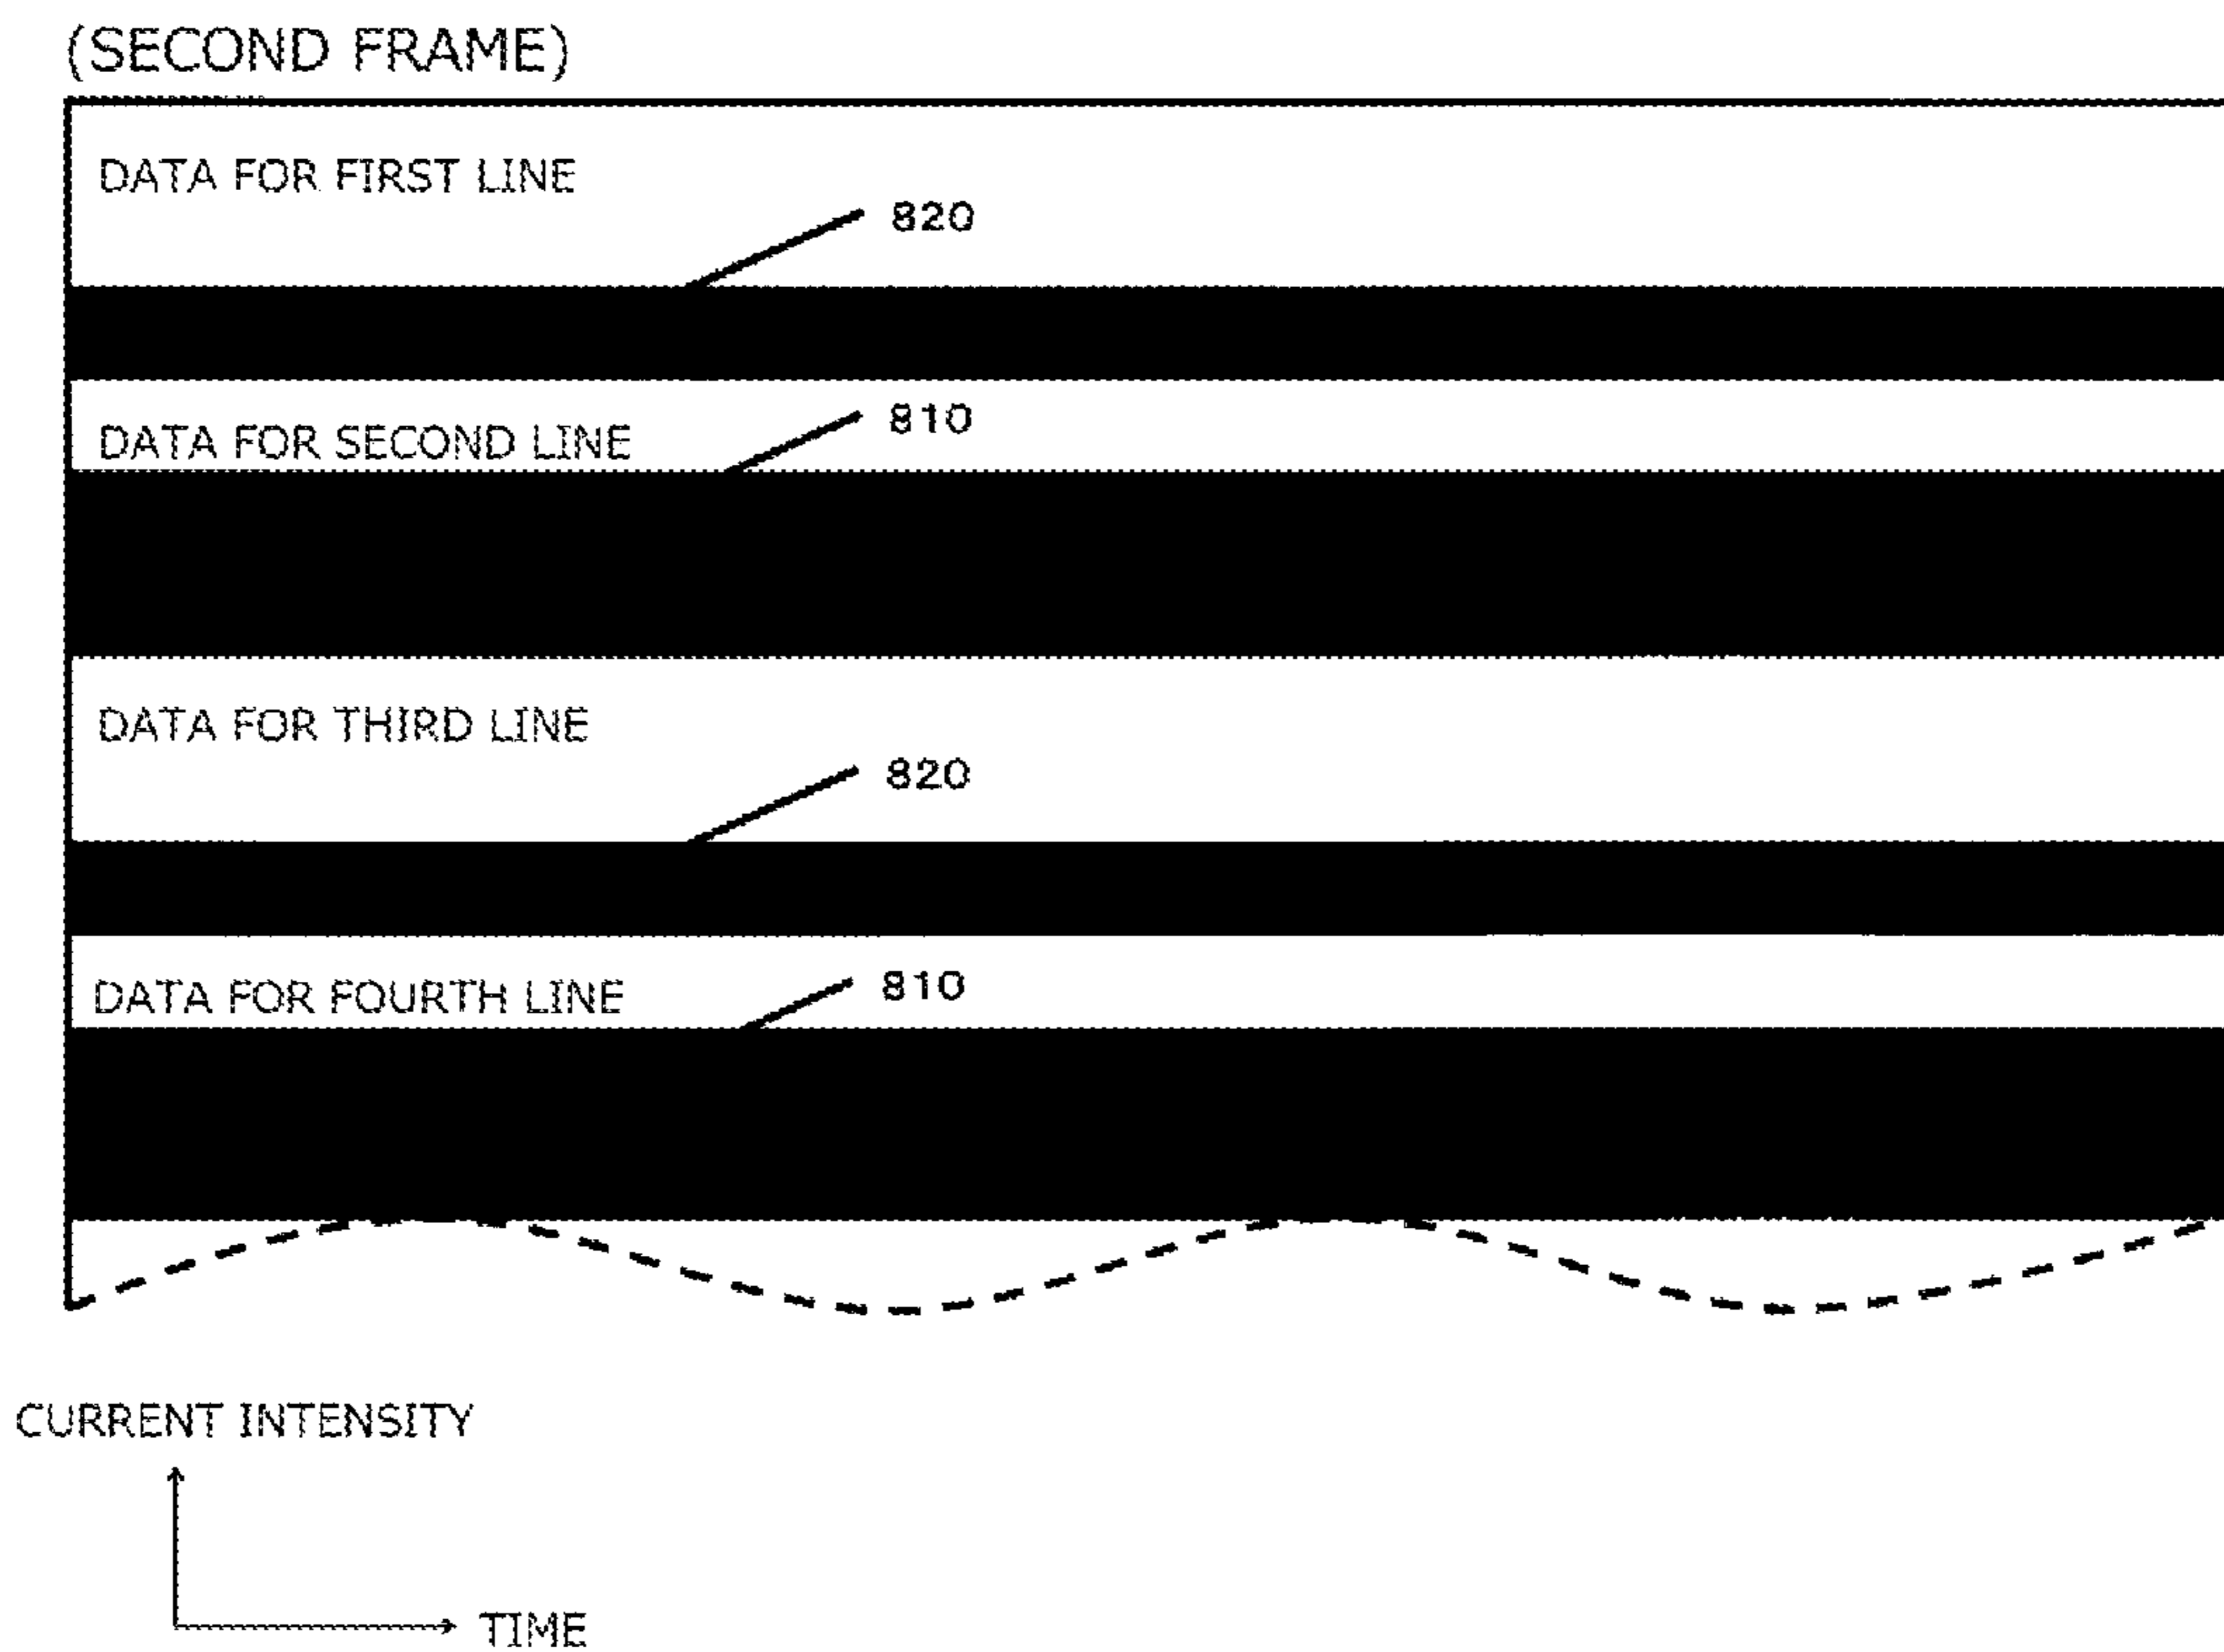 (SECOND FRAME)
DATA FOR FIRST LINE
820
DATA FOR SECOND LINE
810
DATA FOR THIRD LINE
820
DATA FOR FOURTH LINE
810
CURRENT INTENSITY
TIME